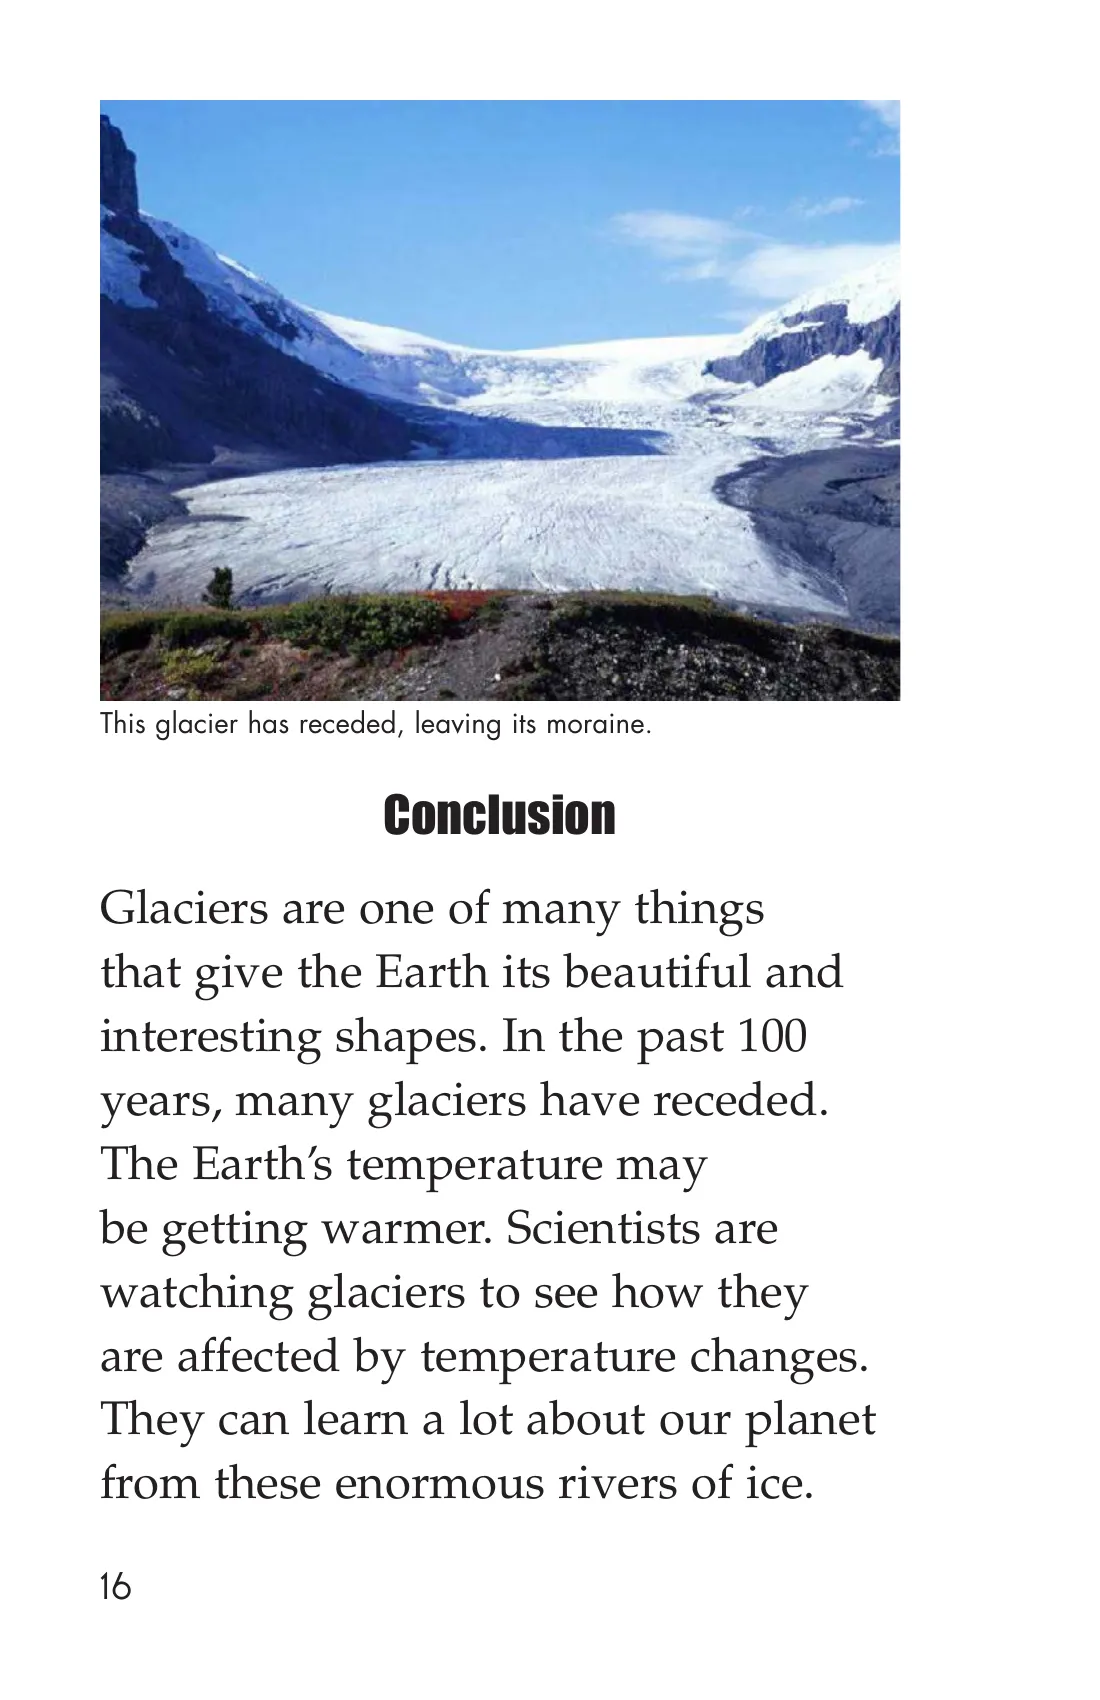 This glacier has receded, leaving its moraine.
Conclusion
Glaciers are one of many things
that give the Earth its beautiful and
interesting shapes. In the past 100
years, many glaciers have receded.
The Earth’s temperature may
be getting warmer. Scientists are
watching glaciers to see how they
are affected by temperature changes.
They can learn a lot about our planet
from these enormous rivers of ice.
16